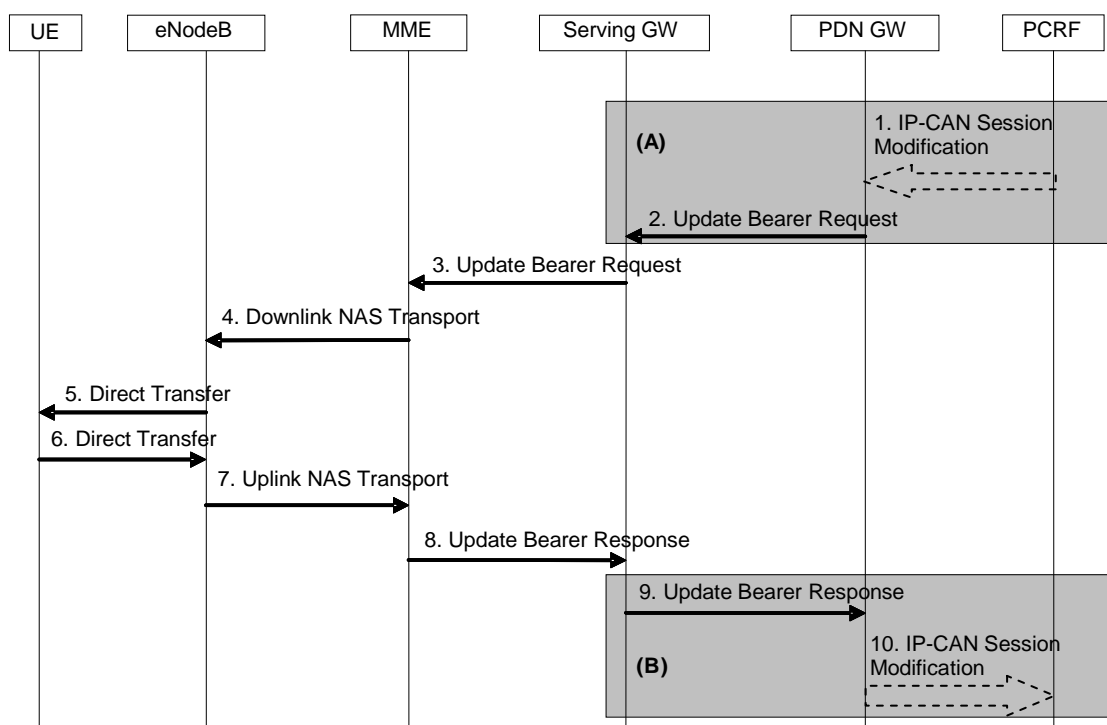 UE
eNodeB
MME
Serving GW
PDN GW
PCRF
(A)
1. IP-CAN Session
Modification
2. Update Bearer Request
3. Update Bearer Request
4. Downlink NAS Transport
5. Direct Transfer
6. Direct Transfer
7. Uplink NAS Transport
8. Update Bearer Response
9. Update Bearer Response
(B)
10. IP-CAN Session
Modification